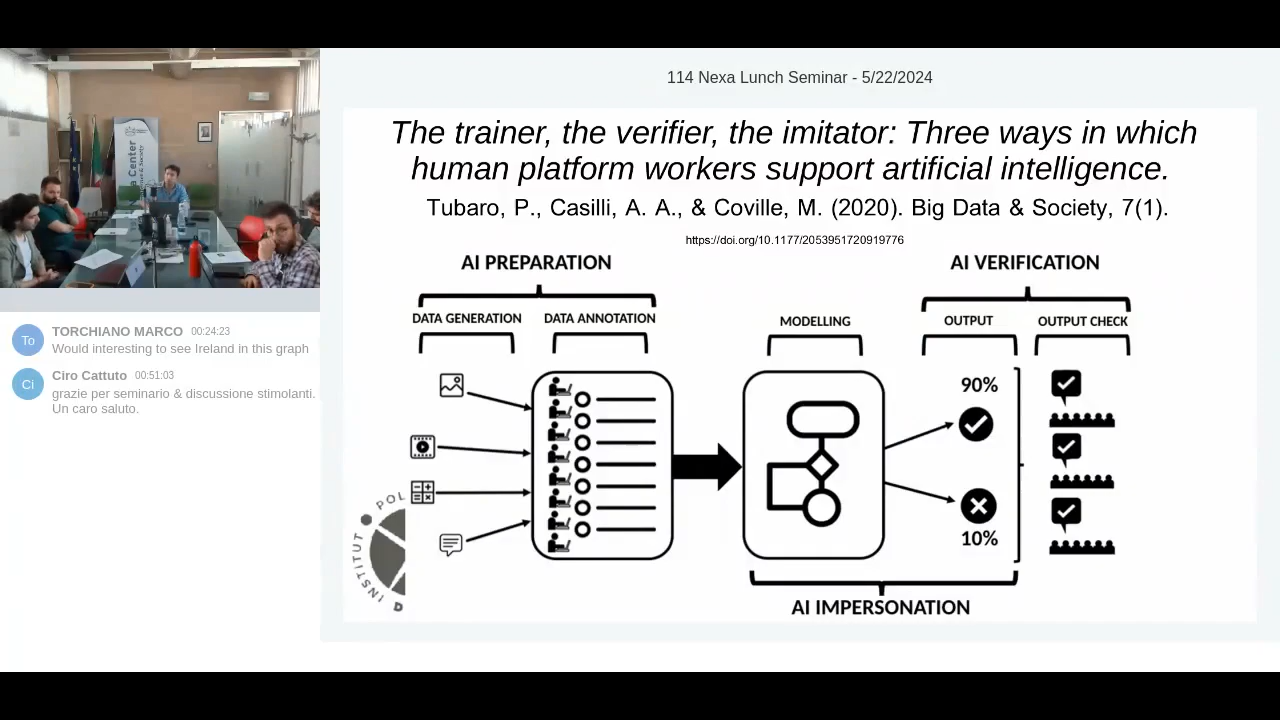 114 Nexa Lunch Seminar - 5/22/2024
The trainer, the verifier, the imitator: Three ways in which
human platform workers support artificial intelligence.
Tubaro, P., Casilli, A. A., & Coville, M. (2020). Big Data & Society, 7(1).
https://doi.org/10.1177/2053951720919776
AI PREPARATION
AI VERIFICATION
DATA GENERATION
DATA ANNOTATION
MODELLING
OUTPUT
OUTPUT CHECK
90%
10%
AI IMPERSONATION
INSTITUT POL
D
a Center
To
TORCHIANO MARCO 00:24:23
Would interesting to see Ireland in this graph
Ci
Ciro Cattuto 00:51:03
grazie per seminario & discussione stimolanti.
Un caro saluto.